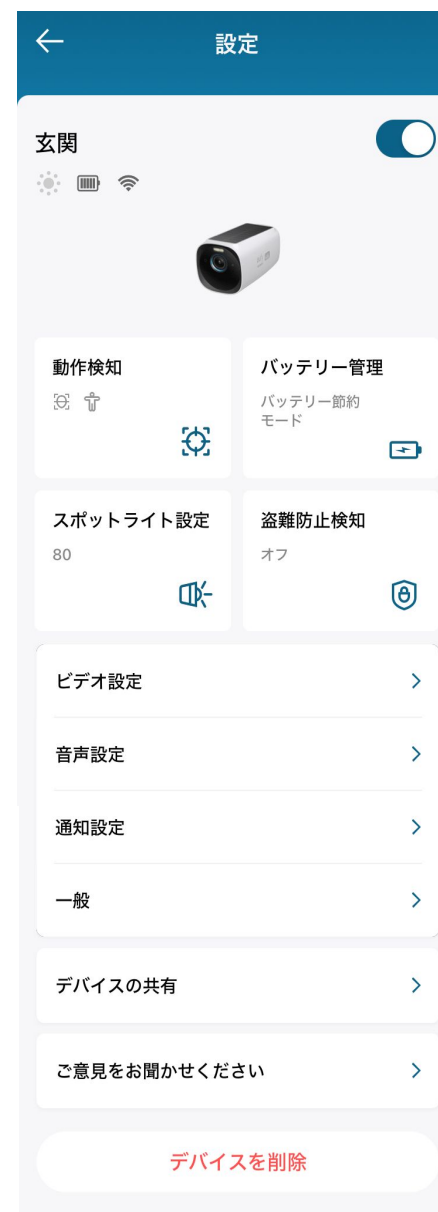 設定
玄関
動作検知
バッテリー管理
バッテリー節約
モード
スポットライト設定
80
盗難防止検知
オフ
ビデオ設定
音声設定
通知設定
一般
デバイスの共有
ご意見をお聞かせください
デバイスを削除